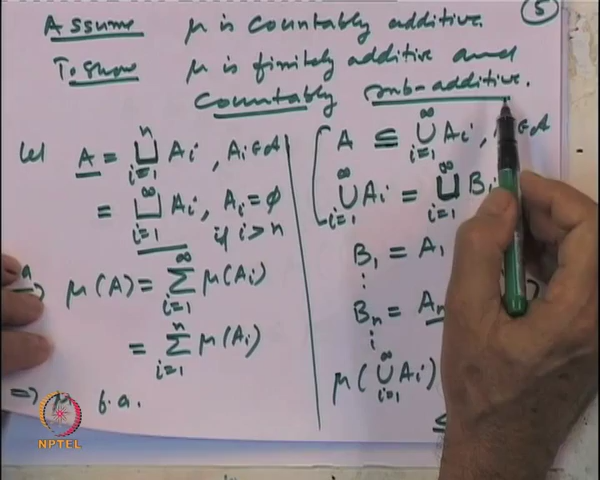 5
Assume μ is countably additive.
To show μ is finitely additive and
countably sub-additive.
Let A = ⊔_{i=1}^{n} Ai, Ai ∈ A
= ⊔_{i=1}^{∞} Ai, Ai = ϕ
if i > n
⇒ μ(A) = ∑_{i=1}^{∞} μ(Ai)
= ∑_{i=1}^{n} μ(Ai)
⇒ μ f.a.
A ⊆ ⋃_{i=1}^{∞} Ai,
⋃_{i=1}^{∞} Ai = ⊔_{i=1}^{∞} Bi
B1 = A1
⋮
Bn = An
⋮
μ(⋃_{i=1}^{∞} Ai)
≤
NPTEL